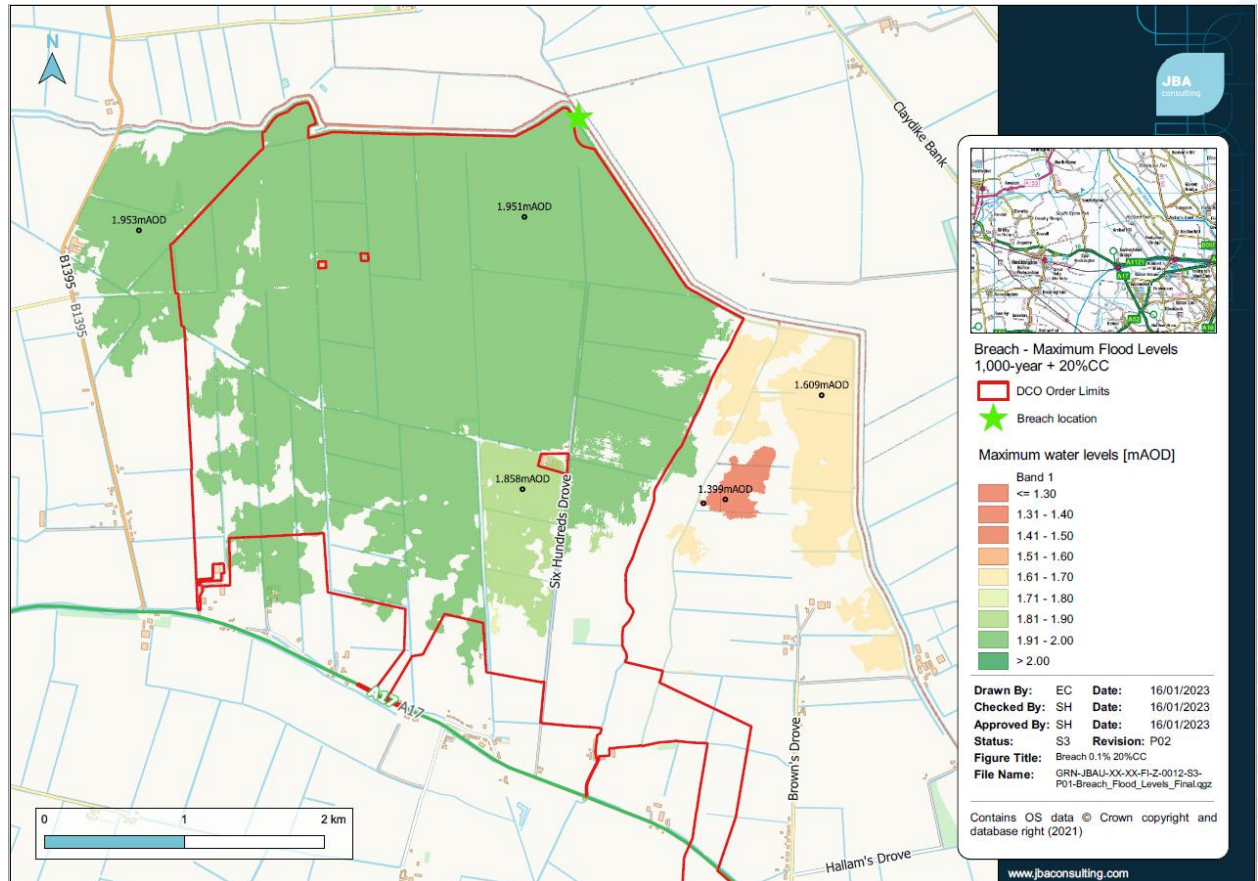 N
Claydike Bank
1.953mAOD
1.951mAOD
B1395
B1395
1.609mAOD
1.858mAOD
1.399mAOD
Six Hundreds Drove
A17
A17
Brown's Drove
Hallam's Drove
0 1 2 km
JBA
consulting
Heckington
A1121
A17
Breach - Maximum Flood Levels
1,000-year + 20%CC
DCO Order Limits
Breach location
Maximum water levels [mAOD]
Band 1
<= 1.30
1.31 - 1.40
1.41 - 1.50
1.51 - 1.60
1.61 - 1.70
1.71 - 1.80
1.81 - 1.90
1.91 - 2.00
> 2.00
Drawn By: EC Date: 16/01/2023
Checked By: SH Date: 16/01/2023
Approved By: SH Date: 16/01/2023
Status: S3 Revision: P02
Figure Title: Breach 0.1% 20%CC
File Name: GRN-JBAU-XX-XX-FI-Z-0012-S3-
P01-Breach_Flood_Levels_Final.qgz
Contains OS data © Crown copyright and
database right (2021)
www.jbaconsulting.com